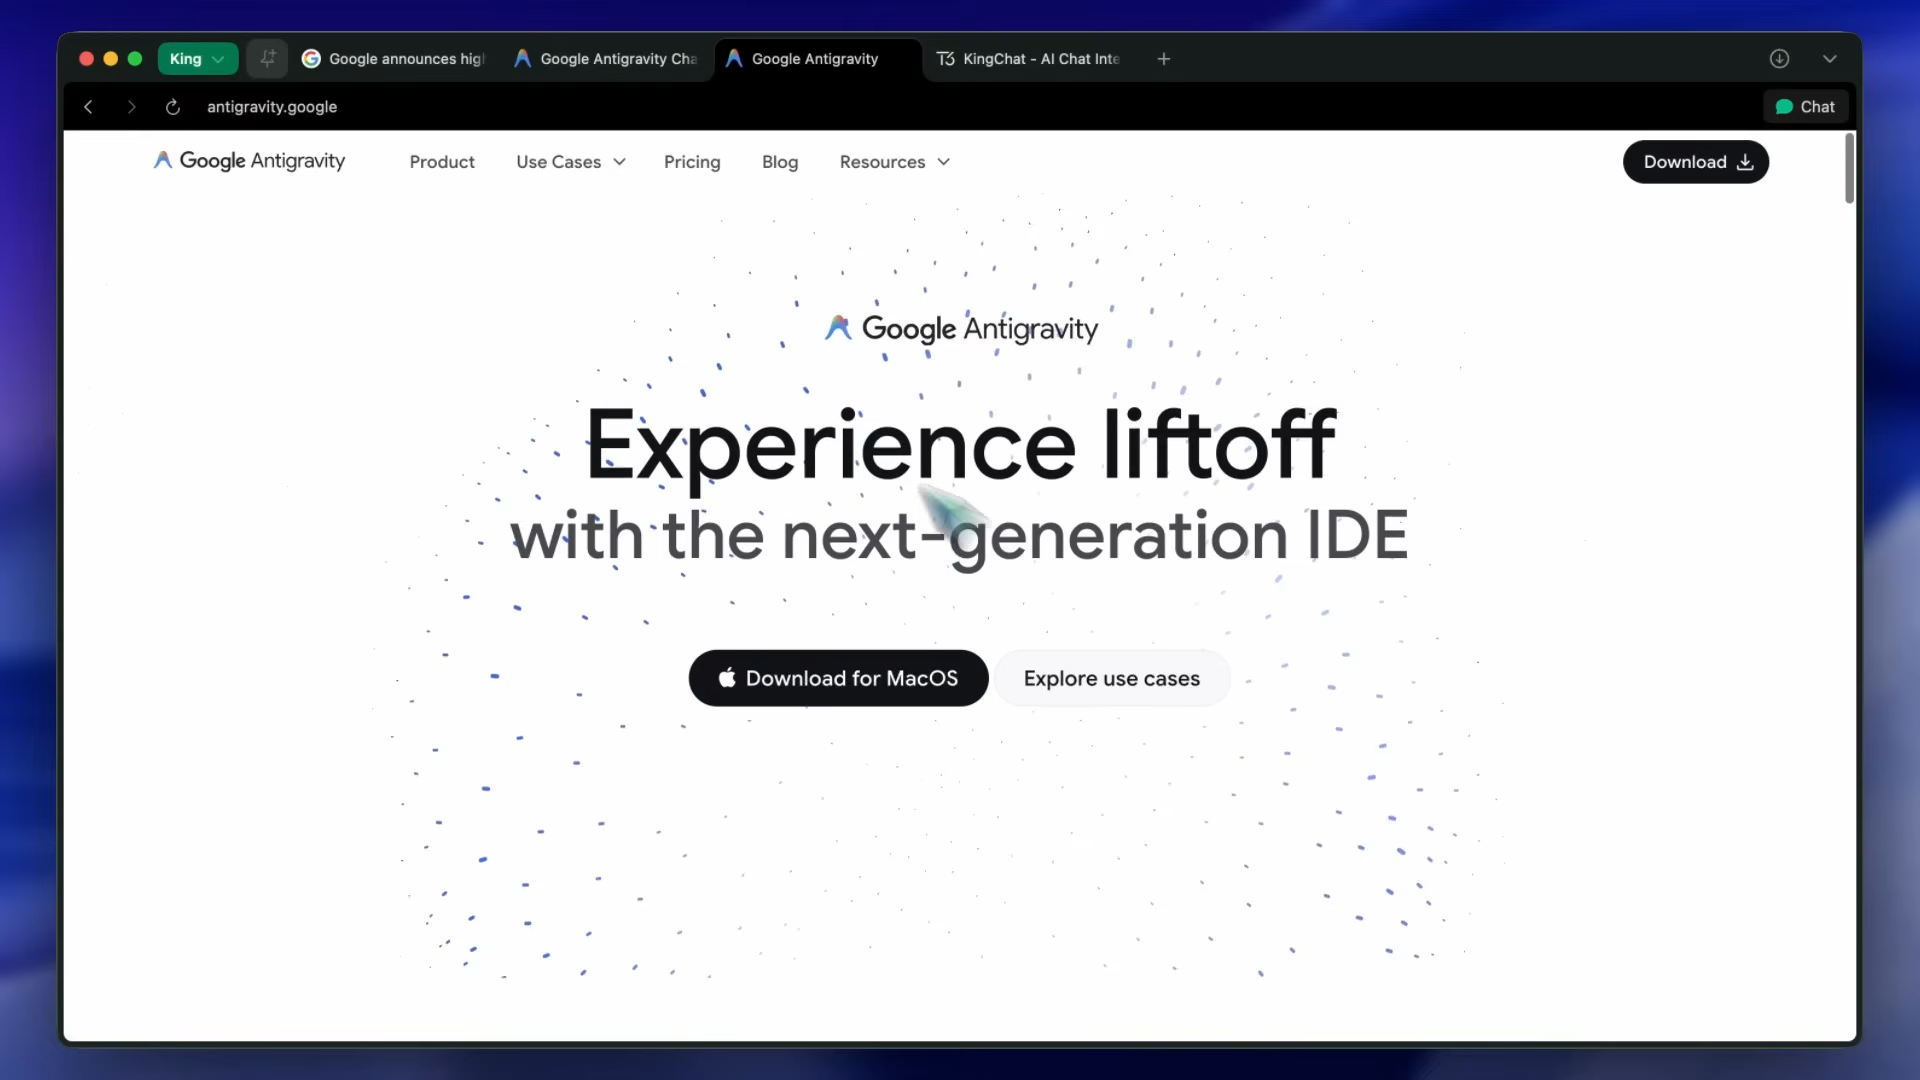 King
Google announces hig
Google Antigravity Cha
Google Antigravity
KingChat - AI Chat Inte
antigravity.google
Chat
Google Antigravity
Product
Use Cases
Pricing
Blog
Resources
Download
Google Antigravity
Experience liftoff
with the next-generation IDE
Download for MacOS
Explore use cases